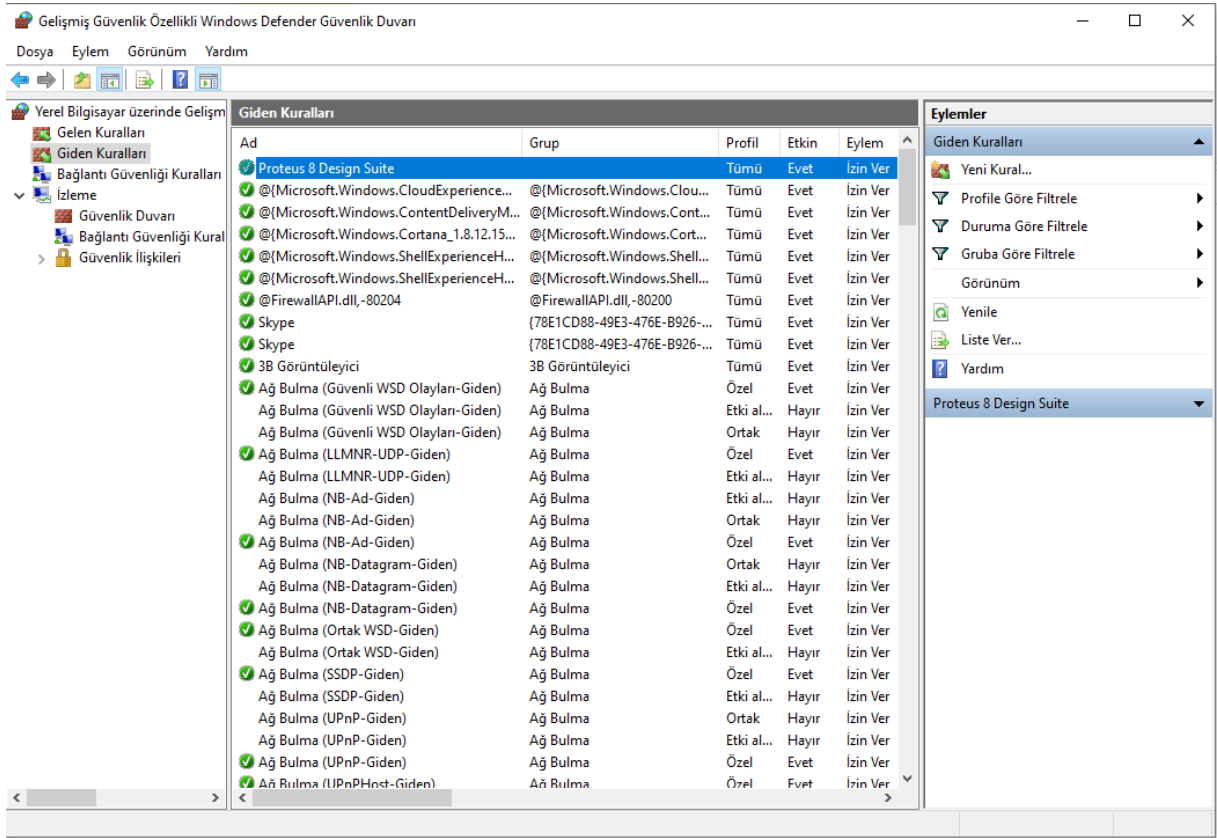 Gelişmiş Güvenlik Özellikli Windows Defender Güvenlik Duvarı
Dosya Eylem Görünüm Yardım
Yerel Bilgisayar üzerinde Gelişm
Gelen Kuralları
Giden Kuralları
Bağlantı Güvenliği Kuralları
İzleme
Güvenlik Duvarı
Bağlantı Güvenliği Kural
Güvenlik İlişkileri
Giden Kuralları
Ad Grup Profil Etkin Eylem
Proteus 8 Design Suite Tümü Evet İzin Ver
@{Microsoft.Windows.CloudExperience... @{Microsoft.Windows.Clou... Tümü Evet İzin Ver
@{Microsoft.Windows.ContentDeliveryM... @{Microsoft.Windows.Cont... Tümü Evet İzin Ver
@{Microsoft.Windows.Cortana_1.8.12.15... @{Microsoft.Windows.Cort... Tümü Evet İzin Ver
@{Microsoft.Windows.ShellExperienceH... @{Microsoft.Windows.Shell... Tümü Evet İzin Ver
@{Microsoft.Windows.ShellExperienceH... @{Microsoft.Windows.Shell... Tümü Evet İzin Ver
@FirewallAPI.dll,-80204 @FirewallAPI.dll,-80200 Tümü Evet İzin Ver
Skype {78E1CD88-49E3-476E-B926-... Tümü Evet İzin Ver
Skype {78E1CD88-49E3-476E-B926-... Tümü Evet İzin Ver
3B Görüntüleyici 3B Görüntüleyici Tümü Evet İzin Ver
Ağ Bulma (Güvenli WSD Olayları-Giden) Ağ Bulma Özel Evet İzin Ver
Ağ Bulma (Güvenli WSD Olayları-Giden) Ağ Bulma Etki al... Hayır İzin Ver
Ağ Bulma (Güvenli WSD Olayları-Giden) Ağ Bulma Ortak Hayır İzin Ver
Ağ Bulma (LLMNR-UDP-Giden) Ağ Bulma Özel Evet İzin Ver
Ağ Bulma (LLMNR-UDP-Giden) Ağ Bulma Etki al... Hayır İzin Ver
Ağ Bulma (NB-Ad-Giden) Ağ Bulma Etki al... Hayır İzin Ver
Ağ Bulma (NB-Ad-Giden) Ağ Bulma Ortak Hayır İzin Ver
Ağ Bulma (NB-Ad-Giden) Ağ Bulma Özel Evet İzin Ver
Ağ Bulma (NB-Datagram-Giden) Ağ Bulma Ortak Hayır İzin Ver
Ağ Bulma (NB-Datagram-Giden) Ağ Bulma Etki al... Hayır İzin Ver
Ağ Bulma (NB-Datagram-Giden) Ağ Bulma Özel Evet İzin Ver
Ağ Bulma (Ortak WSD-Giden) Ağ Bulma Özel Evet İzin Ver
Ağ Bulma (Ortak WSD-Giden) Ağ Bulma Etki al... Hayır İzin Ver
Ağ Bulma (SSDP-Giden) Ağ Bulma Özel Evet İzin Ver
Ağ Bulma (SSDP-Giden) Ağ Bulma Etki al... Hayır İzin Ver
Ağ Bulma (UPnP-Giden) Ağ Bulma Ortak Hayır İzin Ver
Ağ Bulma (UPnP-Giden) Ağ Bulma Etki al... Hayır İzin Ver
Ağ Bulma (UPnP-Giden) Ağ Bulma Özel Evet İzin Ver
Ağ Bulma (UPnPHost-Giden) Ağ Bulma Özel Evet İzin Ver
Eylemler
Giden Kuralları
Yeni Kural...
Profile Göre Filtrele
Duruma Göre Filtrele
Gruba Göre Filtrele
Görünüm
Yenile
Liste Ver...
Yardım
Proteus 8 Design Suite